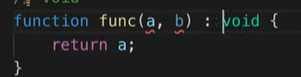 function func(a, b) : void {
    return a;
}